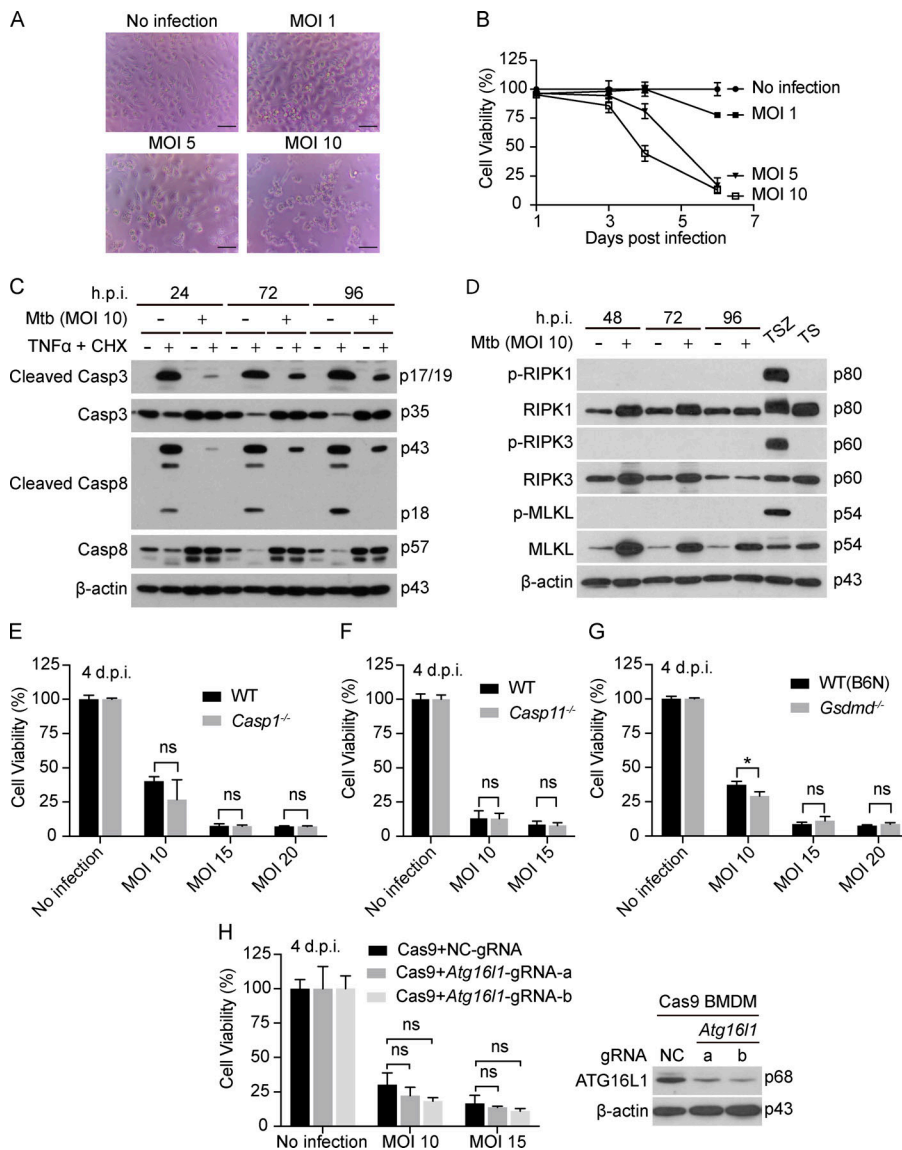 A
No infection
MOI 1
MOI 5
MOI 10
B
Cell Viability (%)
125
100
75
50
25
0
1
3
5
7
Days post infection
No infection
MOI 1
MOI 5
MOI 10
C
h.p.i.
24
72
96
Mtb (MOI 10)
- + - + - +
TNFα + CHX
- + - + - + - + - + - +
Cleaved Casp3
p17/19
Casp3
p35
Cleaved Casp8
p43
p18
Casp8
p57
β-actin
p43
D
h.p.i.
48
72
96
TSZ
TS
Mtb (MOI 10)
- + - + - +
p-RIPK1
p80
RIPK1
p80
p-RIPK3
p60
RIPK3
p60
p-MLKL
p54
MLKL
p54
β-actin
p43
E
4 d.p.i.
Cell Viability (%)
125
100
75
50
25
0
WT
Casp1-/-
ns
ns
ns
No infection
MOI 10
MOI 15
MOI 20
F
4 d.p.i.
Cell Viability (%)
125
100
75
50
25
0
WT
Casp11-/-
ns
ns
No infection
MOI 10
MOI 15
G
4 d.p.i.
Cell Viability (%)
125
100
75
50
25
0
WT(B6N)
Gsdmd-/-
*
ns
ns
No infection
MOI 10
MOI 15
MOI 20
H
4 d.p.i.
Cell Viability (%)
125
100
75
50
25
0
Cas9+NC-gRNA
Cas9+Atg16l1-gRNA-a
Cas9+Atg16l1-gRNA-b
ns
ns
ns
ns
No infection
MOI 10
MOI 15
Cas9 BMDM
Atg16l1
gRNA NC a b
ATG16L1
p68
β-actin
p43